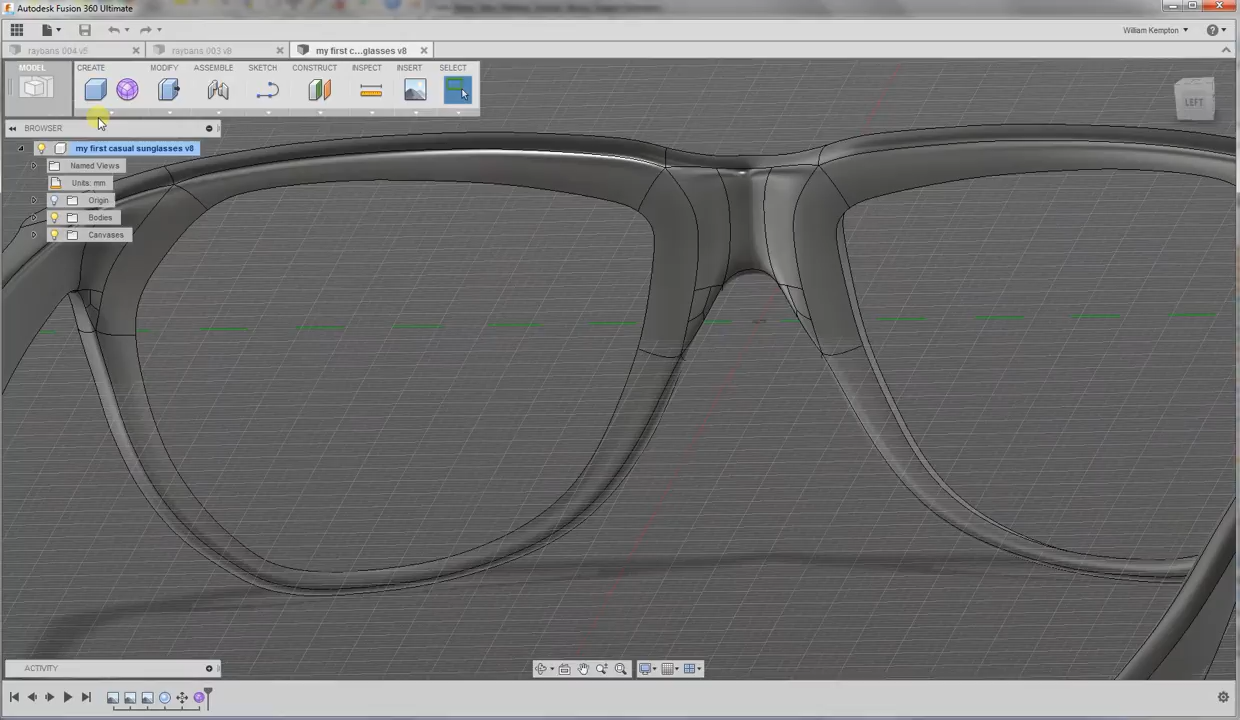 Autodesk Fusion 360 Ultimate
William Kempton
raybans 004 v5
raybans 003 v8
my first c...glasses v8
MODEL
CREATE
MODIFY
ASSEMBLE
SKETCH
CONSTRUCT
INSPECT
INSERT
SELECT
LEFT
BROWSER
my first casual sunglasses v8
Named Views
Units: mm
Origin
Bodies
Canvases
ACTIVITY